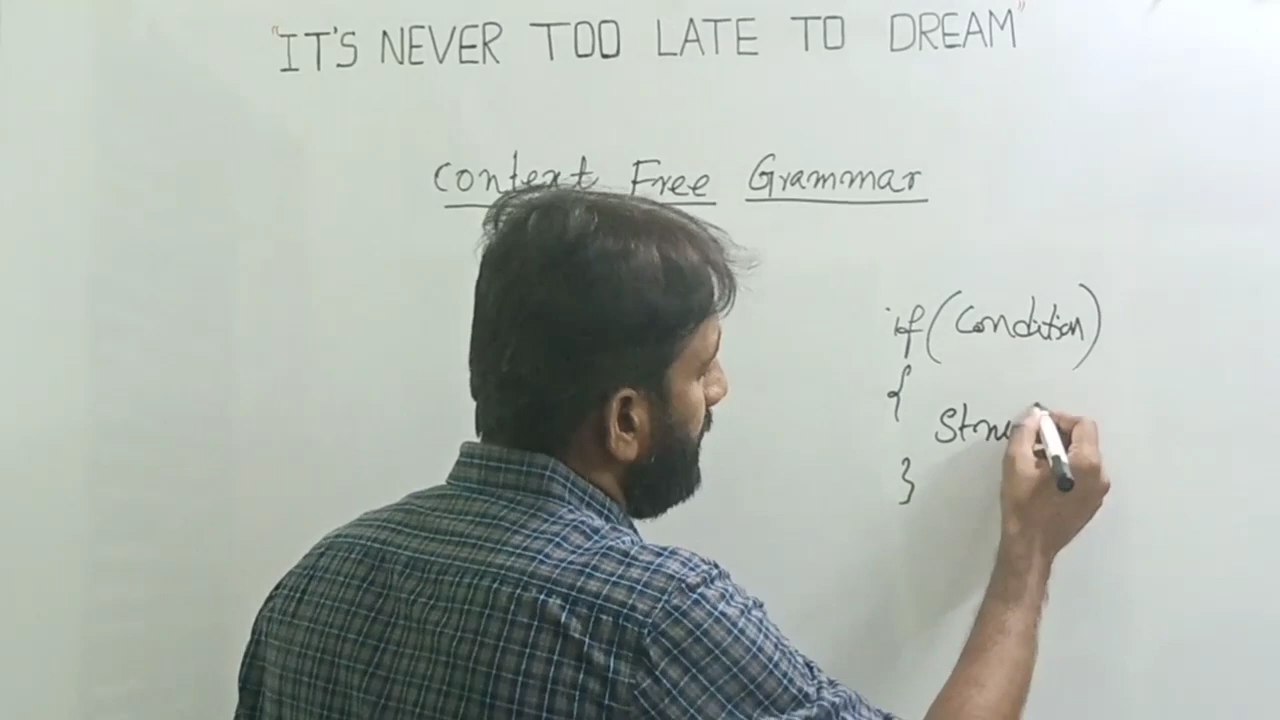 "IT'S NEVER TOO LATE TO DREAM"
Context Free Grammar
if (Condition)
{
}